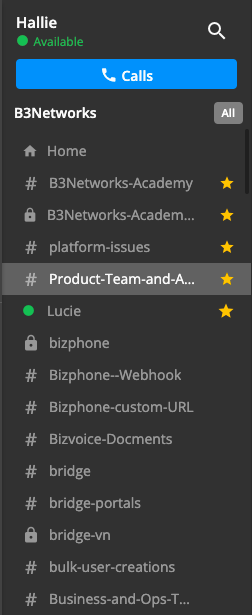 Hallie
Available
Calls
B3Networks All
Home
# B3Networks-Academy
B3Networks-Academ...
# platform-issues
# Product-Team-and-A...
Lucie
bizphone
# Bizphone--Webhook
# Bizphone-custom-URL
# Bizvoice-Docments
# bridge
# bridge-portals
bridge-vn
# bulk-user-creations
# Business-and-Ops-T...